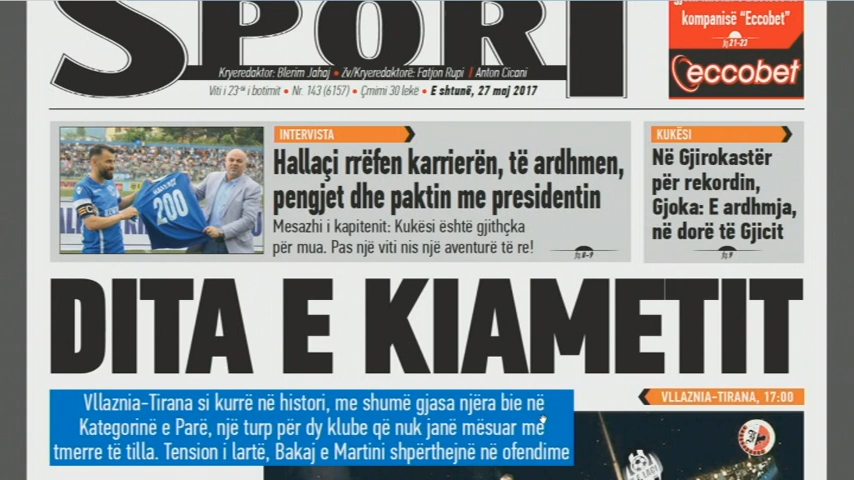 SPORT
kompanisë "Eccobet"
21-23
eccobet
Kryeredaktor: Blerim Jahaj • Zv/Kryeredaktorë: Fatjon Rupi | Anton Cicani
Viti i 23-të i botimit • Nr. 143 (6157) • Çmimi 30 lekë • E shtunë, 27 maj 2017
INTERVISTA
Hallaçi rrëfen karrierën, të ardhmen,
pengjet dhe paktin me presidentin
Mesazhi i kapitenit: Kukësi është gjithçka
për mua. Pas një viti nis një aventurë të re!
8-9
200
KUKËSI
Në Gjirokastër
për rekordin,
Gjoka: E ardhmja,
në dorë të Gjicit
9
DITA E KIAMETIT
Vllaznia-Tirana si kurrë në histori, me shumë gjasa njëra bie në
Kategorinë e Parë, një turp për dy klube që nuk janë mësuar me
tmerre të tilla. Tension i lartë, Bakaj e Martini shpërthejnë në ofendime
VLLAZNIA-TIRANA, 17:00